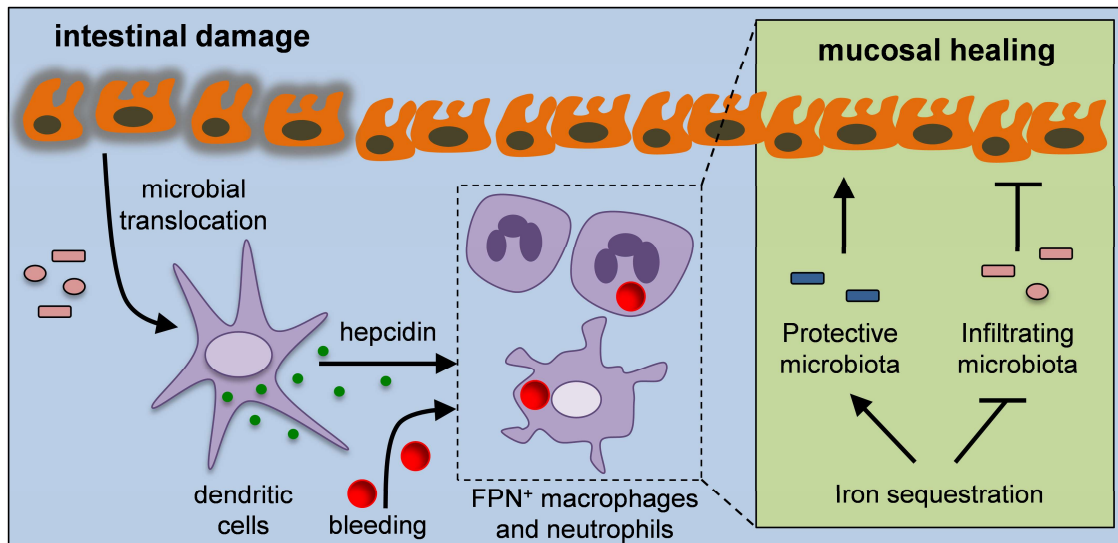 intestinal damage
mucosal healing
microbial
translocation
hepcidin
Protective
microbiota
Infiltrating
microbiota
dendritic
cells
bleeding
FPN⁺ macrophages
and neutrophils
Iron sequestration